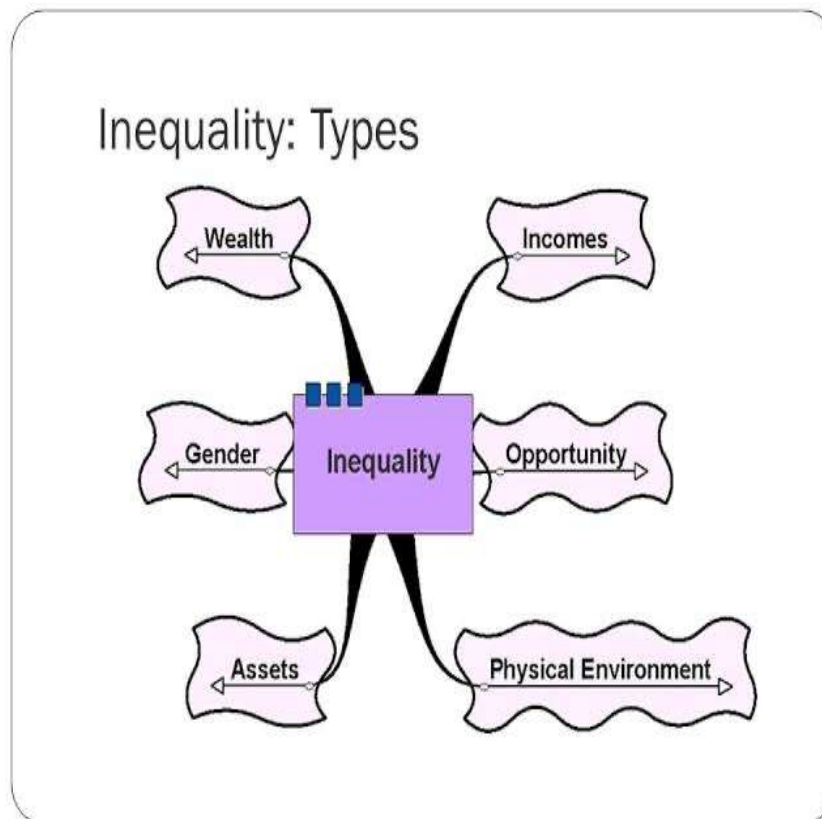 Inequality: Types
Wealth
Incomes
Gender
Inequality
Opportunity
Assets
Physical Environment